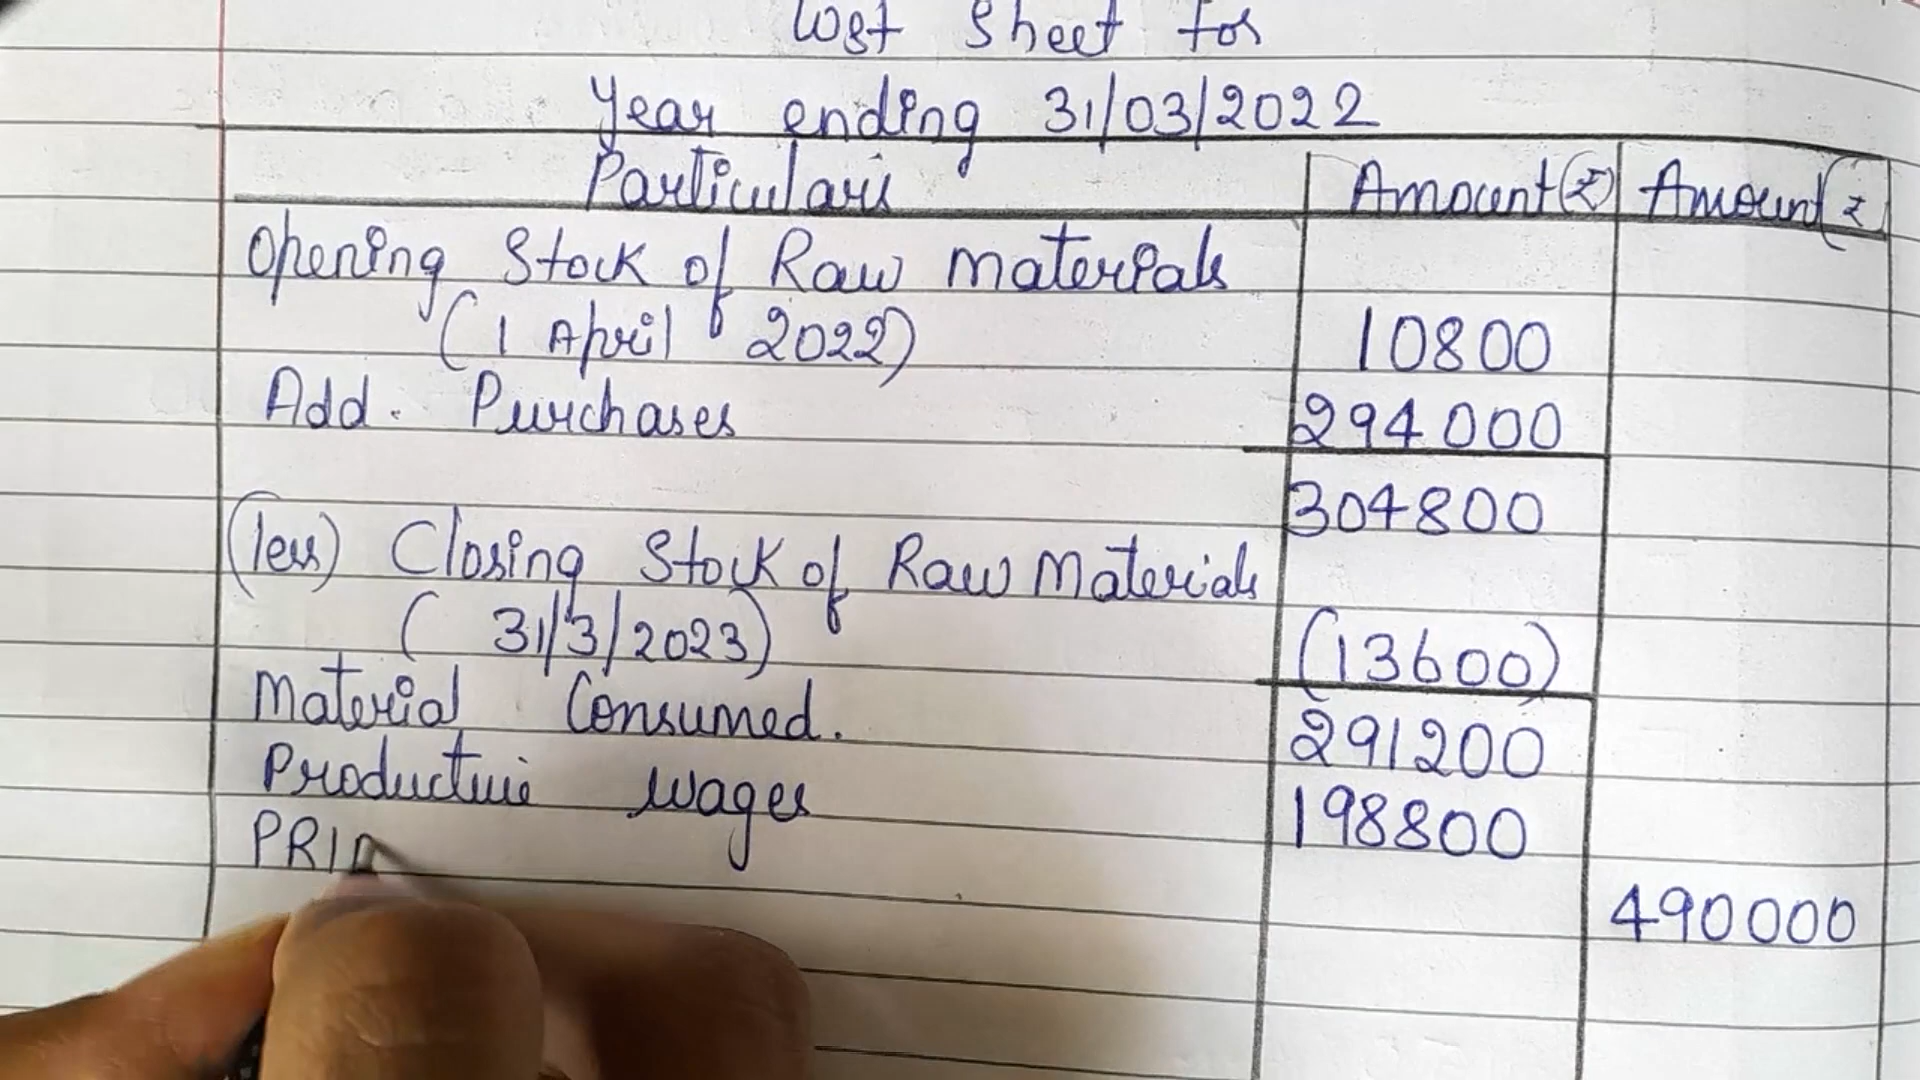 Cost Sheet for
Year ending 31/03/2022
Particulars Amount(₹) Amount(₹
Opening Stock of Raw materials
(1 April 2022) 10800
Add. Purchases 294000
304800
(less) Closing Stock of Raw Materials
(31/3/2023) (13600)
Material Consumed. 291200
Productive wages 198800
PRI
490000